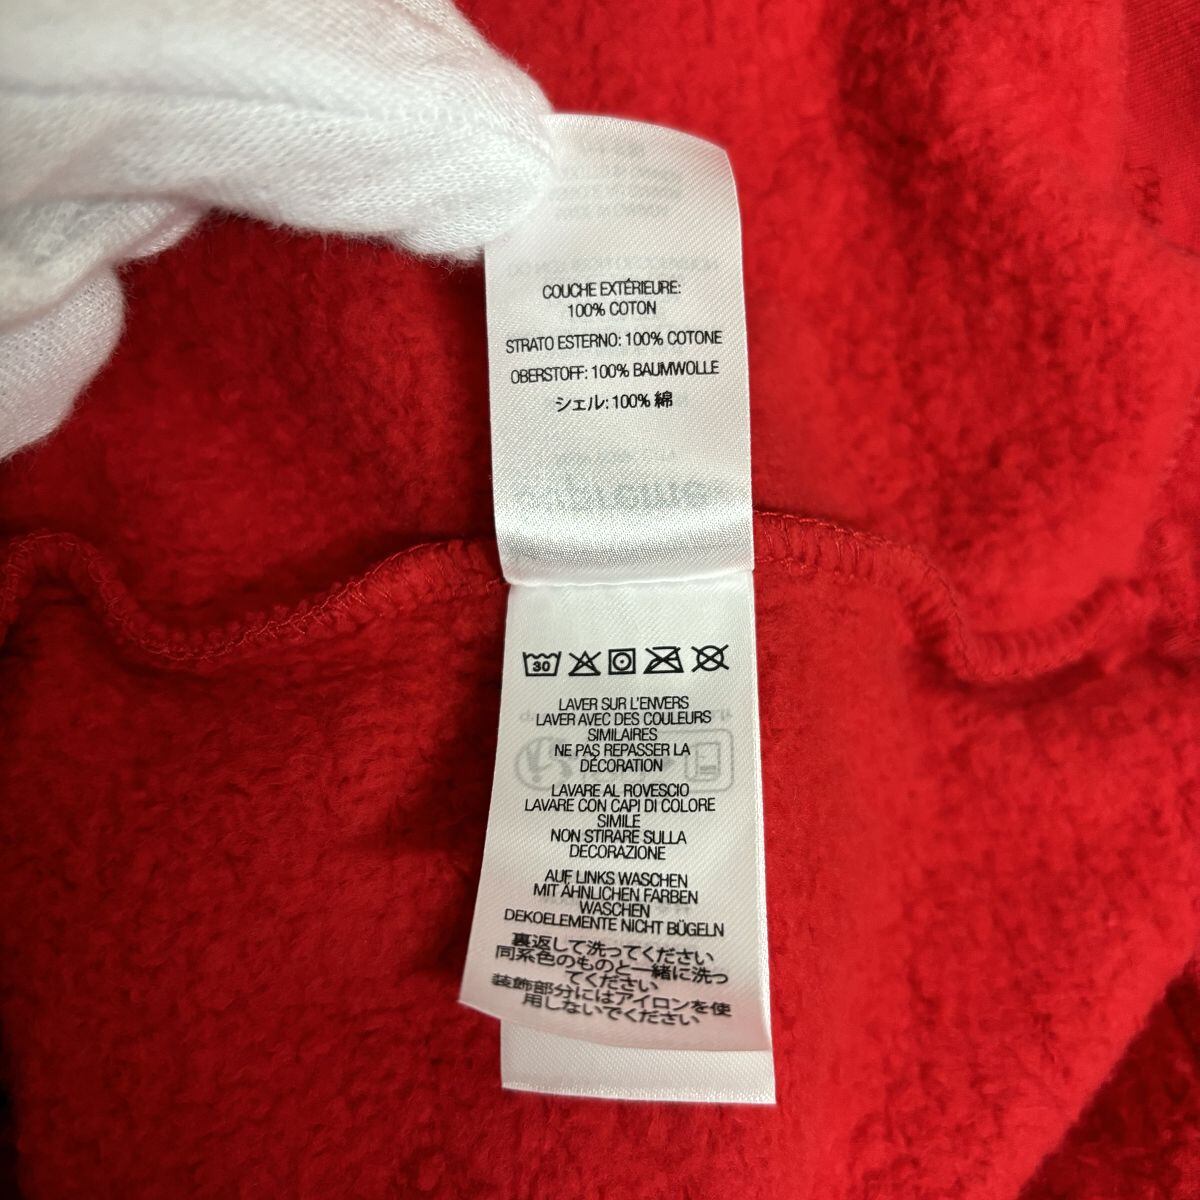 COUCHE EXTÉRIEURE:
100% COTON
STRATO ESTERNO: 100% COTONE
OBERSTOFF: 100% BAUMWOLLE
シェル: 100% 綿
30
LAVER SUR L'ENVERS
LAVER AVEC DES COULEURS
SIMILAIRES
NE PAS REPASSER LA
DÉCORATION
LAVARE AL ROVESCIO
LAVARE CON CAPI DI COLORE
SIMILE
NON STIRARE SULLA
DECORAZIONE
AUF LINKS WASCHEN
MIT ÄHNLICHEN FARBEN
WASCHEN
DEKOELEMENTE NICHT BÜGELN
裏返して洗ってください
同系色のものと一緒に洗っ
てください
装飾部分にはアイロンを使
用しないでください